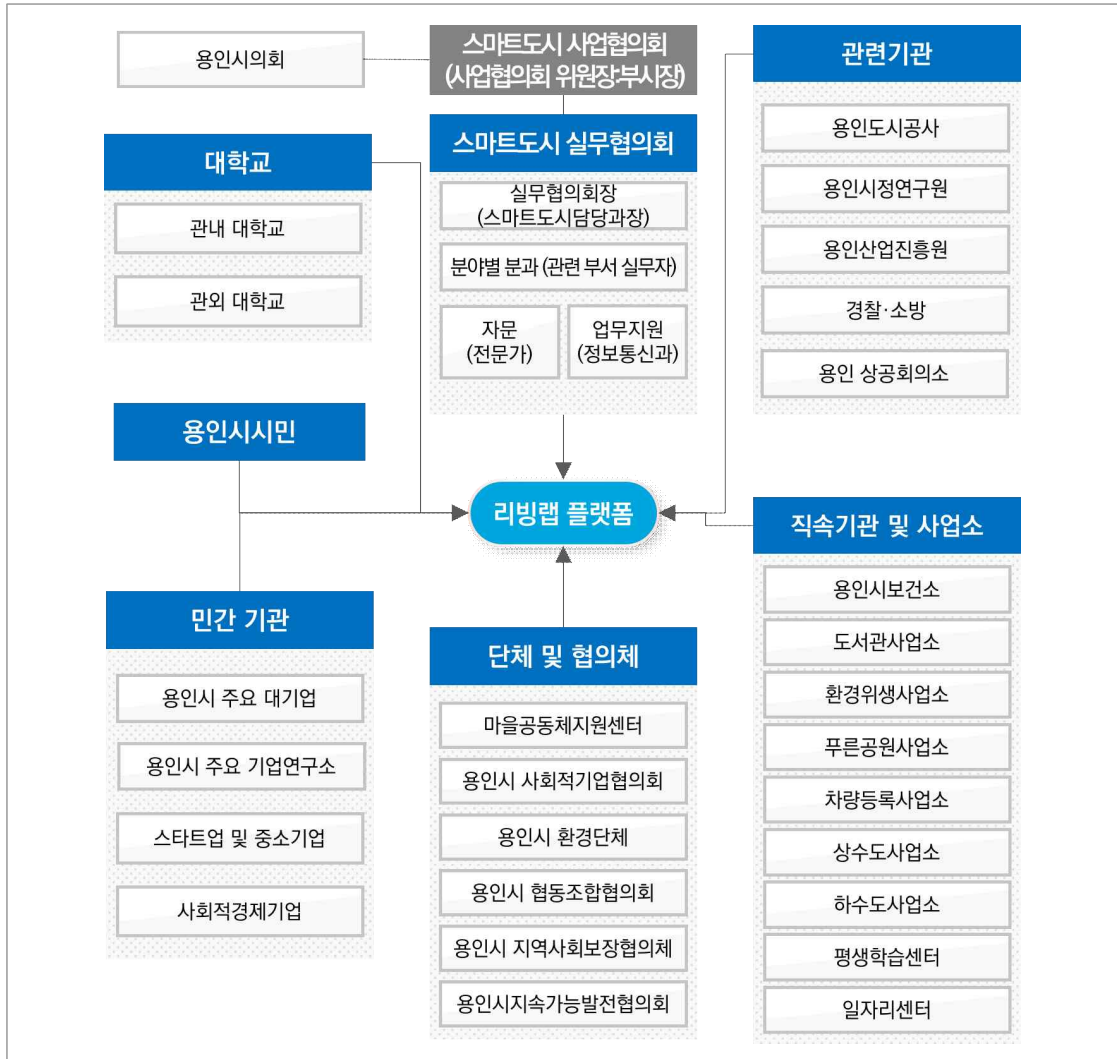 용인시의회
스마트도시 사업협의회
(사업협의회 위원장:부시장)
관련기관
용인도시공사
용인시정연구원
용인산업진흥원
경찰·소방
용인 상공회의소
대학교
관내 대학교
관외 대학교
스마트도시 실무협의회
실무협의회장
(스마트도시담당과장)
분야별 분과 (관련 부서 실무자)
자문
(전문가)
업무지원
(정보통신과)
용인시시민
리빙랩 플랫폼
직속기관 및 사업소
용인시보건소
도서관사업소
환경위생사업소
푸른공원사업소
차량등록사업소
상수도사업소
하수도사업소
평생학습센터
일자리센터
민간 기관
용인시 주요 대기업
용인시 주요 기업연구소
스타트업 및 중소기업
사회적경제기업
단체 및 협의체
마을공동체지원센터
용인시 사회적기업협의회
용인시 환경단체
용인시 협동조합협의회
용인시 지역사회보장협의체
용인시지속가능발전협의회